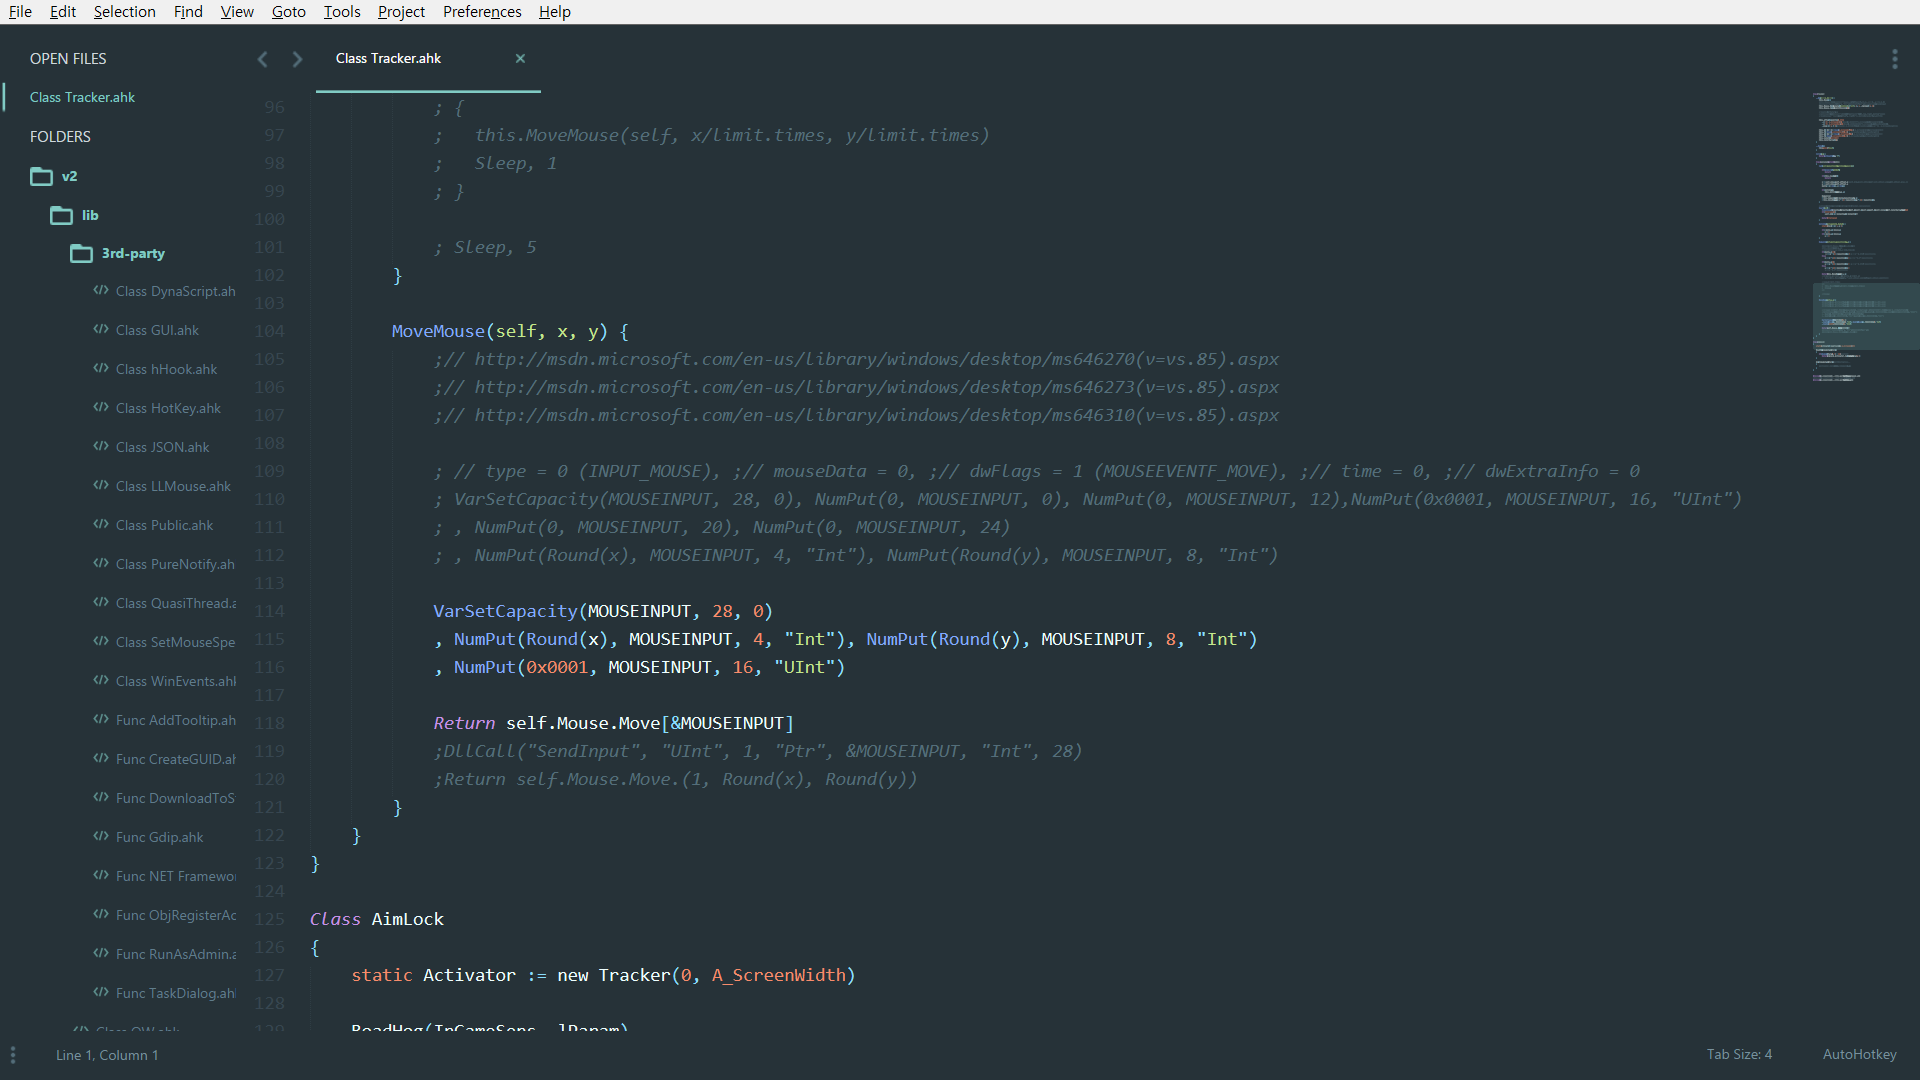 File Edit Selection Find View Goto Tools Project Preferences Help
OPEN FILES
Class Tracker.ahk
FOLDERS
v2
lib
3rd-party
Class DynaScript.ah
Class GUI.ahk
Class hHook.ahk
Class HotKey.ahk
Class JSON.ahk
Class LLMouse.ahk
Class Public.ahk
Class PureNotify.ah
Class QuasiThread.a
Class SetMouseSpe
Class WinEvents.ahk
Func AddTooltip.ah
Func CreateGUID.ah
Func DownloadToS
Func Gdip.ahk
Func NET Framewo
Func ObjRegisterAc
Func RunAsAdmin.a
Func TaskDialog.ah
Class OW.ahk
Class Tracker.ahk ×
96 ; {
97 ;   this.MoveMouse(self, x/limit.times, y/limit.times)
98 ;   Sleep, 1
99 ; }
100
101 ; Sleep, 5
102 }
103
104 MoveMouse(self, x, y) {
105 ;// http://msdn.microsoft.com/en-us/library/windows/desktop/ms646270(v=vs.85).aspx
106 ;// http://msdn.microsoft.com/en-us/library/windows/desktop/ms646273(v=vs.85).aspx
107 ;// http://msdn.microsoft.com/en-us/library/windows/desktop/ms646310(v=vs.85).aspx
108
109 ; // type = 0 (INPUT_MOUSE), ;// mouseData = 0, ;// dwFlags = 1 (MOUSEEVENTF_MOVE), ;// time = 0, ;// dwExtraInfo = 0
110 ; VarSetCapacity(MOUSEINPUT, 28, 0), NumPut(0, MOUSEINPUT, 0), NumPut(0, MOUSEINPUT, 12),NumPut(0x0001, MOUSEINPUT, 16, "UInt")
111 ; , NumPut(0, MOUSEINPUT, 20), NumPut(0, MOUSEINPUT, 24)
112 ; , NumPut(Round(x), MOUSEINPUT, 4, "Int"), NumPut(Round(y), MOUSEINPUT, 8, "Int")
113
114 VarSetCapacity(MOUSEINPUT, 28, 0)
115 , NumPut(Round(x), MOUSEINPUT, 4, "Int"), NumPut(Round(y), MOUSEINPUT, 8, "Int")
116 , NumPut(0x0001, MOUSEINPUT, 16, "UInt")
117
118 Return self.Mouse.Move[&MOUSEINPUT]
119 ;DllCall("SendInput", "UInt", 1, "Ptr", &MOUSEINPUT, "Int", 28)
120 ;Return self.Mouse.Move.(1, Round(x), Round(y))
121 }
122 }
123 }
124
125 Class AimLock
126 {
127 static Activator := new Tracker(0, A_ScreenWidth)
128
129 RoadHog(InGameSens, lParam)
Line 1, Column 1
Tab Size: 4
AutoHotkey